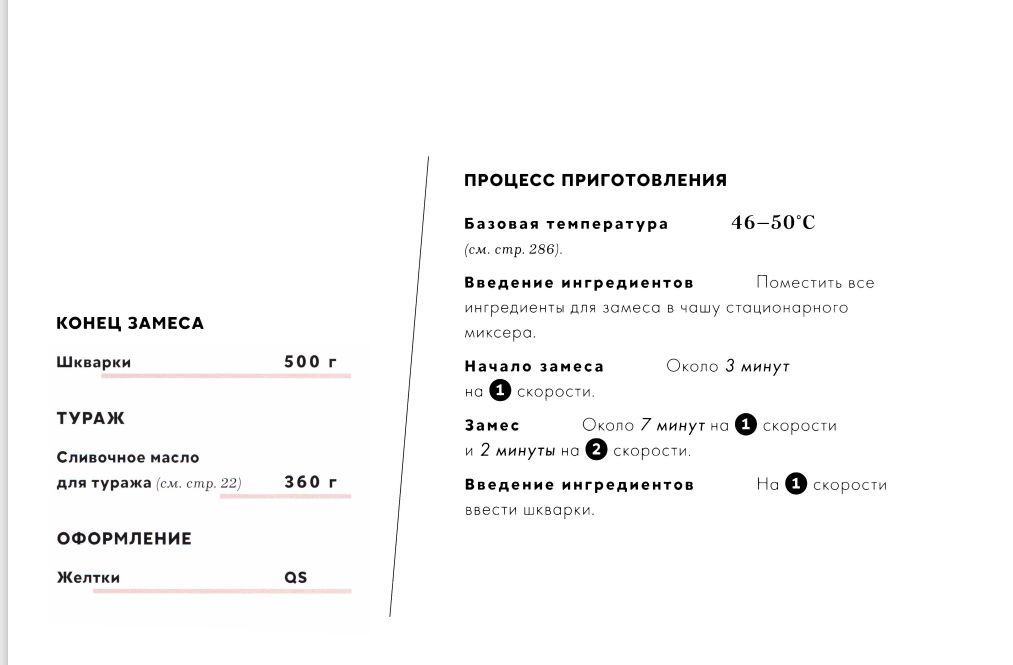 КОНЕЦ ЗАМЕСА
Шкварки 500 г
ТУРАЖ
Сливочное масло
для туража (см. стр. 22) 360 г
ОФОРМЛЕНИЕ
Желтки QS
ПРОЦЕСС ПРИГОТОВЛЕНИЯ
Базовая температура 46–50°С
(см. стр. 286).
Введение ингредиентов Поместить все
ингредиенты для замеса в чашу стационарного
миксера.
Начало замеса Около 3 минут
на 1 скорости.
Замес Около 7 минут на 1 скорости
и 2 минуты на 2 скорости.
Введение ингредиентов На 1 скорости
ввести шкварки.